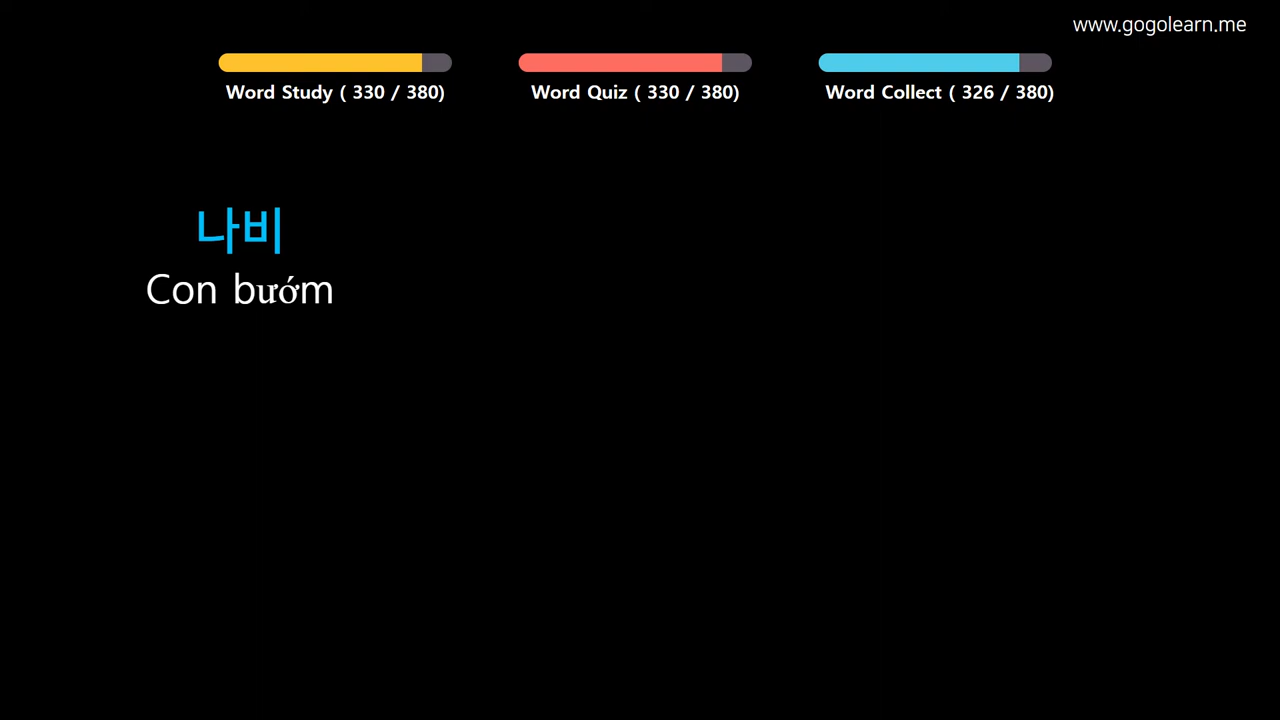 www.gogolearn.me
Word Study ( 330 / 380)
Word Quiz ( 330 / 380)
Word Collect ( 326 / 380)
나비
Con bướm